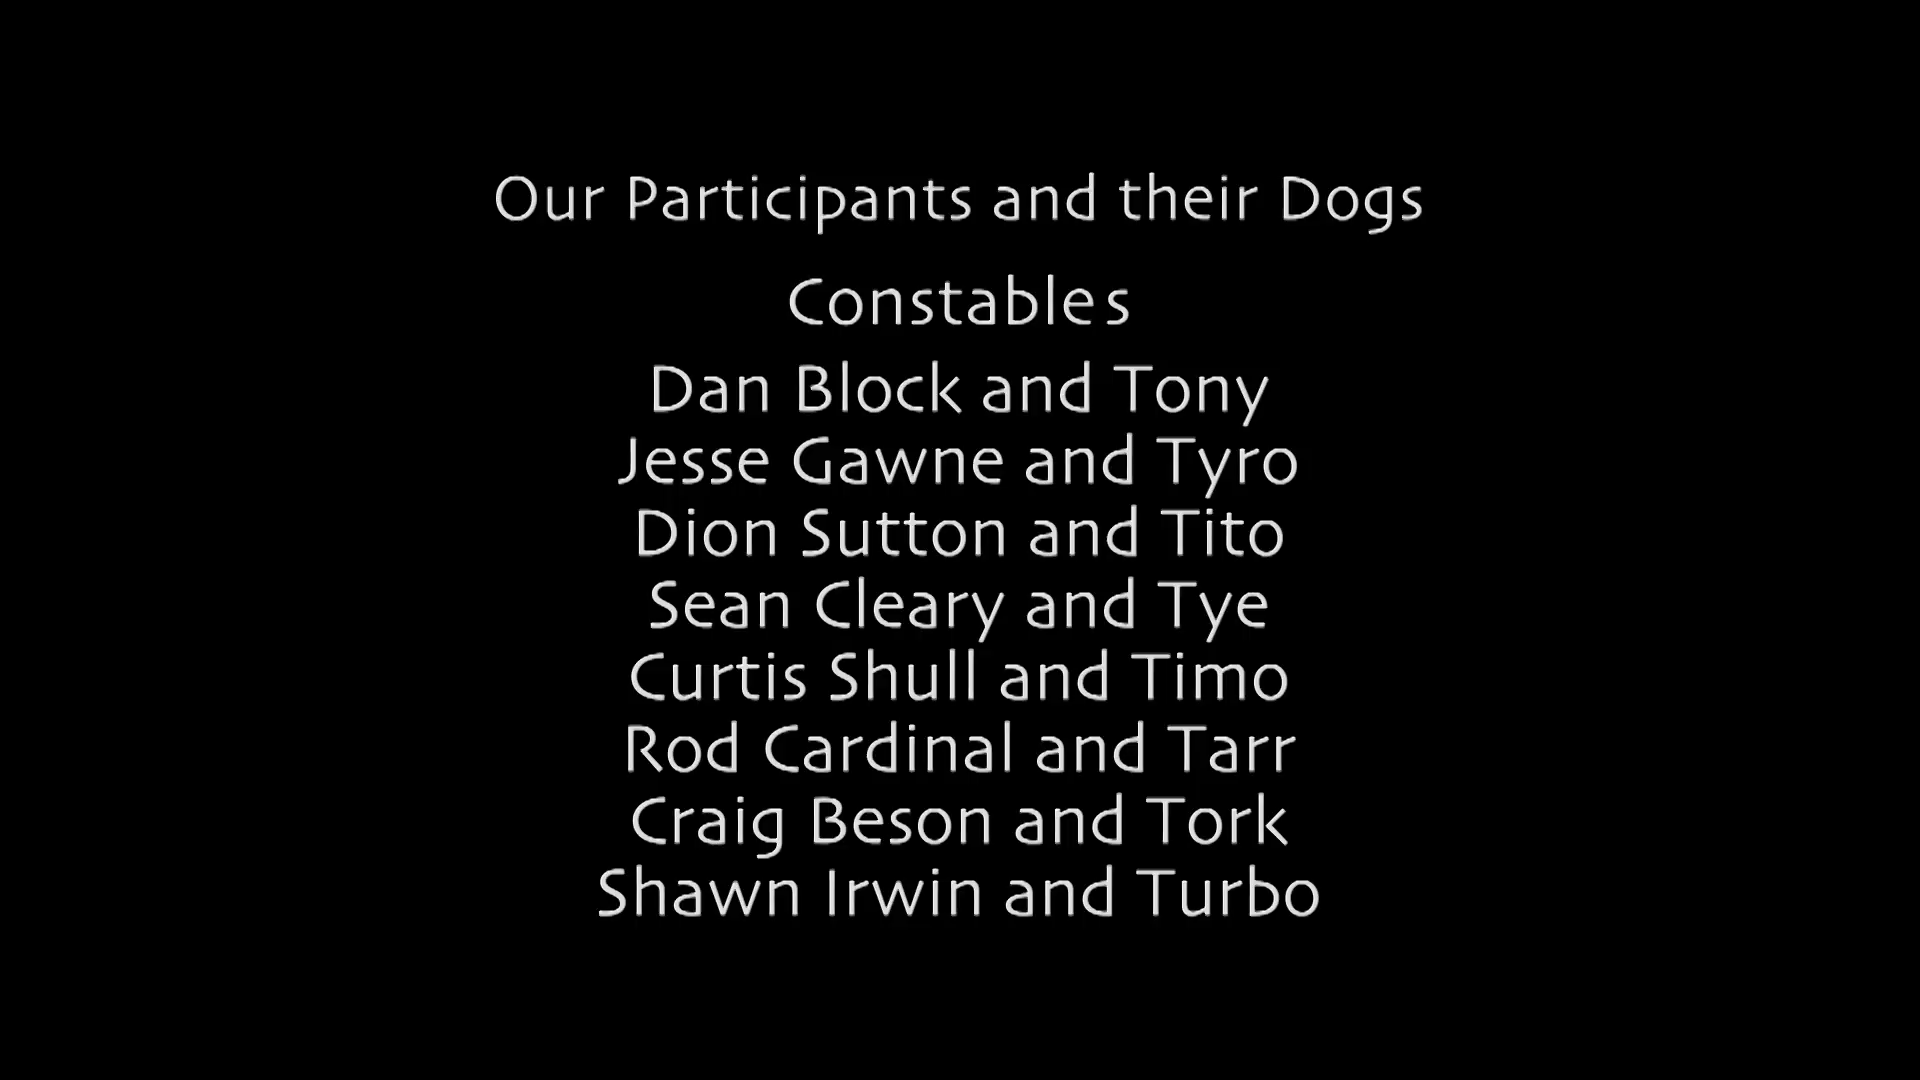 Our Participants and their Dogs
Constables
Dan Block and Tony
Jesse Gawne and Tyro
Dion Sutton and Tito
Sean Cleary and Tye
Curtis Shull and Timo
Rod Cardinal and Tarr
Craig Beson and Tork
Shawn Irwin and Turbo